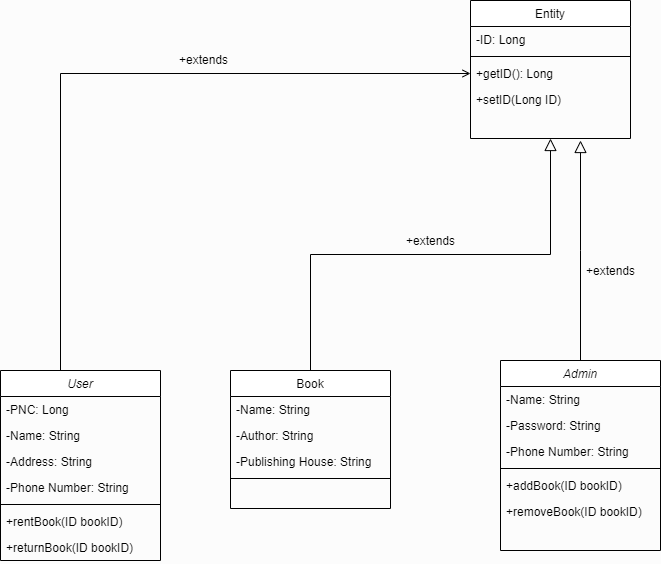 Entity
-ID: Long
+getID(): Long
+setID(Long ID)
+extends
+extends
+extends
User
-PNC: Long
-Name: String
-Address: String
-Phone Number: String
+rentBook(ID bookID)
+returnBook(ID bookID)
Book
-Name: String
-Author: String
-Publishing House: String
Admin
-Name: String
-Password: String
-Phone Number: String
+addBook(ID bookID)
+removeBook(ID bookID)